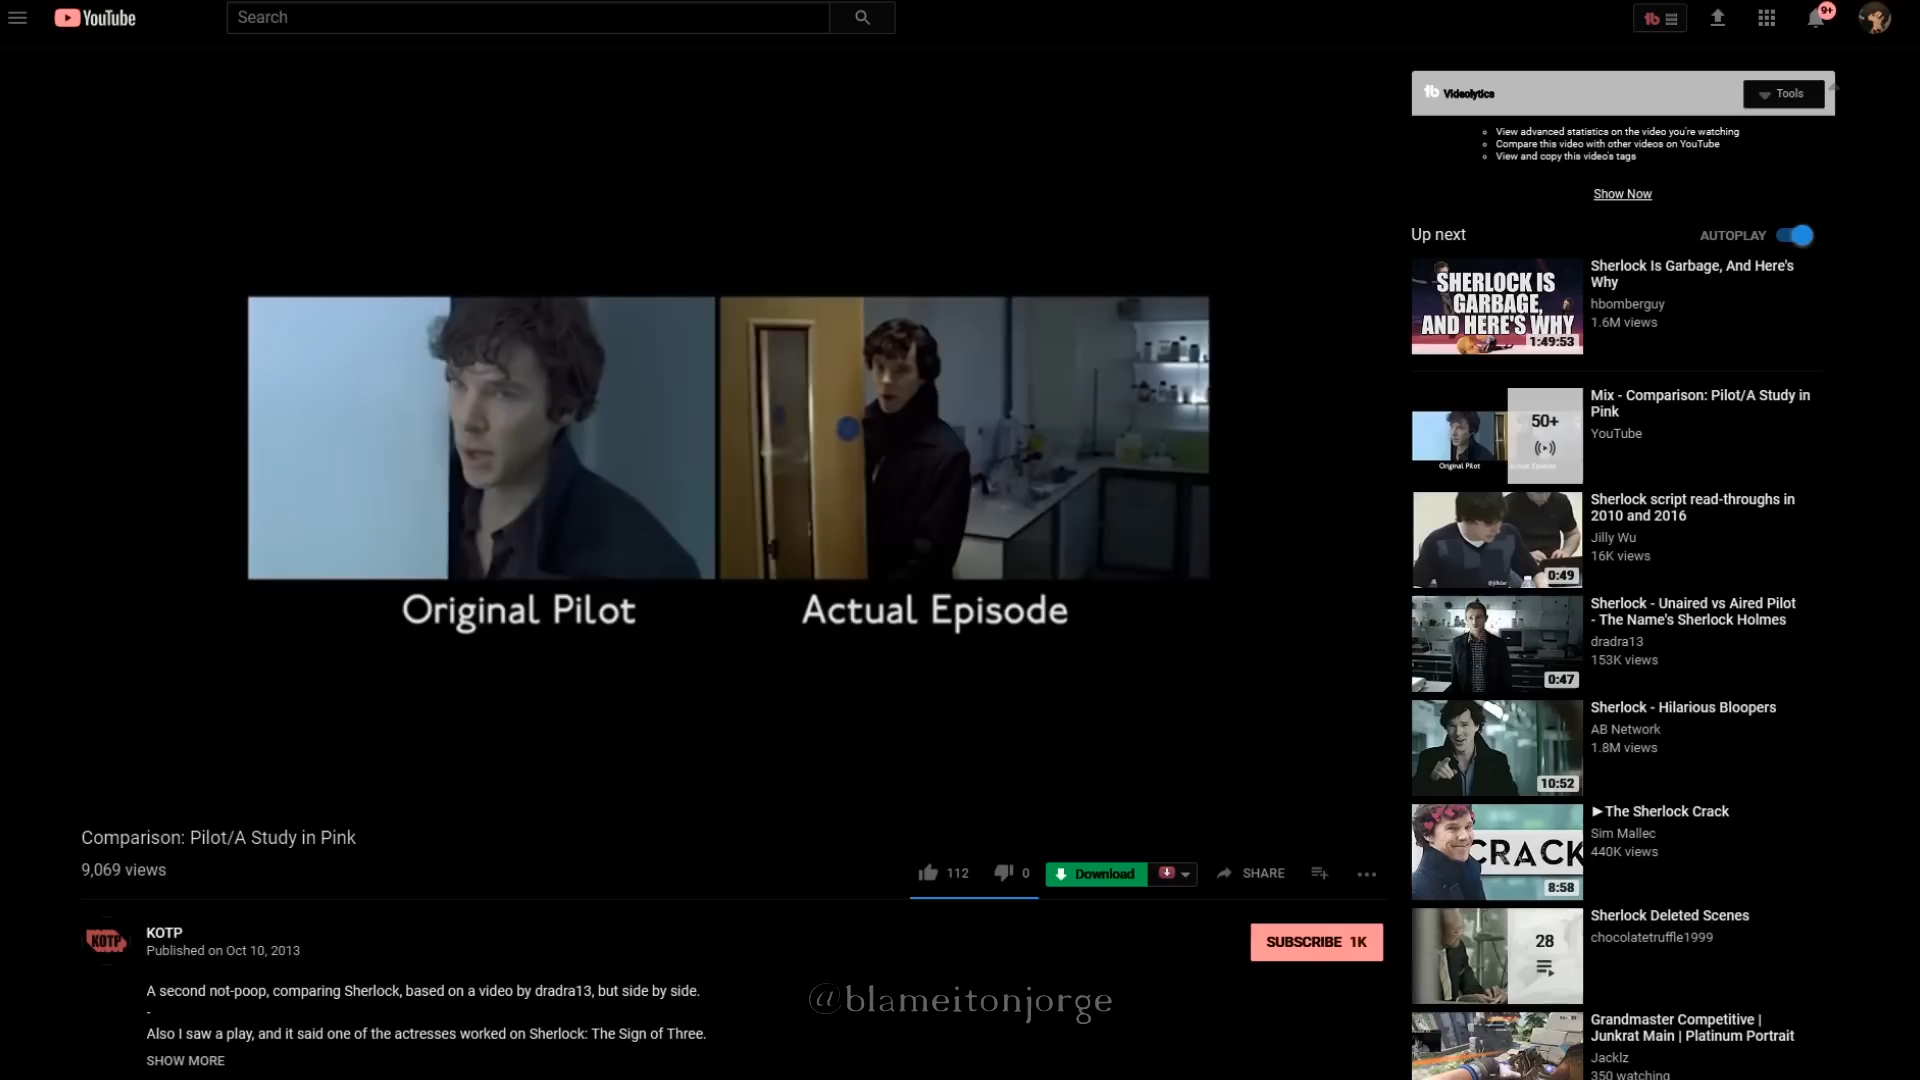 YouTube
Search
9+
Videolytics
Tools
View advanced statistics on the video you're watching
Compare this video with other videos on YouTube
View and copy this video's tags
Show Now
Original Pilot
Actual Episode
Comparison: Pilot/A Study in Pink
9,069 views
112
0
Download
SHARE
KOTP
KOTP
Published on Oct 10, 2013
SUBSCRIBE 1K
A second not-poop, comparing Sherlock, based on a video by dradra13, but side by side.
-
Also I saw a play, and it said one of the actresses worked on Sherlock: The Sign of Three.
SHOW MORE
@blameitonjorge
Up next
AUTOPLAY
SHERLOCK IS
GARBAGE,
AND HERE'S WHY
1:49:53
Sherlock Is Garbage, And Here's
Why
hbomberguy
1.6M views
50+
Original Pilot
Actual Episode
Mix - Comparison: Pilot/A Study in
Pink
YouTube
0:49
Sherlock script read-throughs in
2010 and 2016
Jilly Wu
16K views
0:47
Sherlock - Unaired vs Aired Pilot
- The Name's Sherlock Holmes
dradra13
153K views
10:52
Sherlock - Hilarious Bloopers
AB Network
1.8M views
CRACK
8:58
►The Sherlock Crack
Sim Mallec
440K views
28
Sherlock Deleted Scenes
chocolatetruffle1999
Grandmaster Competitive |
Junkrat Main | Platinum Portrait
Jacklz
350 watching